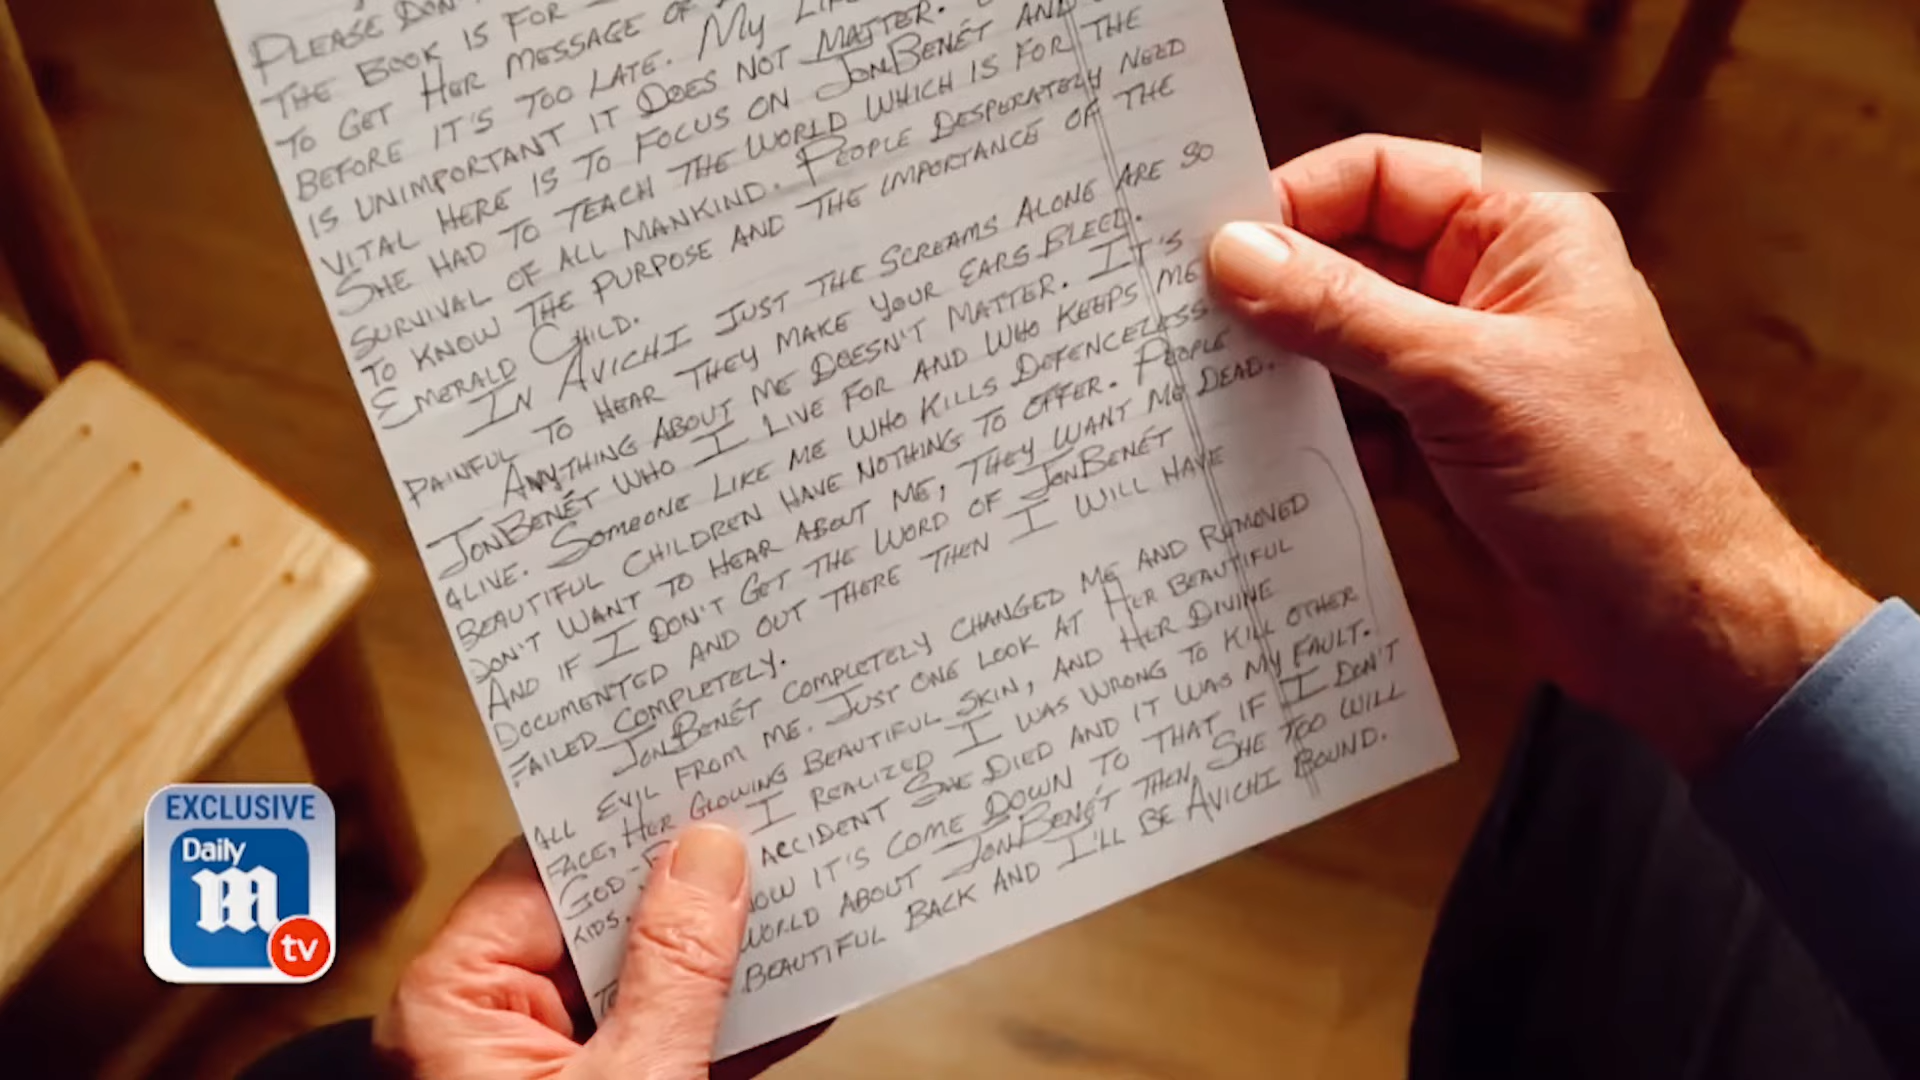 PLEASE DON'
THE BOOK IS FOR
TO GET HER MESSAGE OF
BEFORE IT'S TOO LATE. MY
IS UNIMPORTANT IT DOES NOT MATTER.
VITAL HERE IS TO FOCUS ON JONBENÉT AND
SHE HAD TO TEACH THE WORLD WHICH IS FOR THE
SURVIVAL OF ALL MANKIND. PEOPLE DESPERATELY NEED
TO KNOW THE PURPOSE AND THE IMPORTANCE OF THE
EMERALD CHILD.
IN AVICHI JUST THE SCREAMS ALONE ARE SO
PAINFUL TO HEAR THEY MAKE YOUR EARS BLEED.
ANYTHING ABOUT ME DOESN'T MATTER. IT'S
JONBENÉT WHO I LIVE FOR AND WHO KEEPS ME
ALIVE. SOMEONE LIKE ME WHO KILLS DEFENCELESS
BEAUTIFUL CHILDREN HAVE NOTHING TO OFFER. PEOPLE
DON'T WANT TO HEAR ABOUT ME, THEY WANT ME DEAD.
AND IF I DON'T GET THE WORD OF JONBENÉT
DOCUMENTED AND OUT THERE THEN I WILL HAVE
FAILED COMPLETELY.
JONBENÉT COMPLETELY CHANGED ME AND REMOVED
ALL EVIL FROM ME. JUST ONE LOOK AT HER BEAUTIFUL
FACE, HER GLOWING BEAUTIFUL SKIN, AND HER DIVINE
GOD- I REALIZED I WAS WRONG TO KILL OTHER
KIDS. ACCIDENT SHE DIED AND IT WAS MY FAULT.
NOW IT'S COME DOWN TO THAT IF I DON'T
WORLD ABOUT JONBENÉT THEN SHE TOO WILL
BEAUTIFUL BACK AND I'LL BE AVICHI BOUND.
EXCLUSIVE
Daily
M
tv